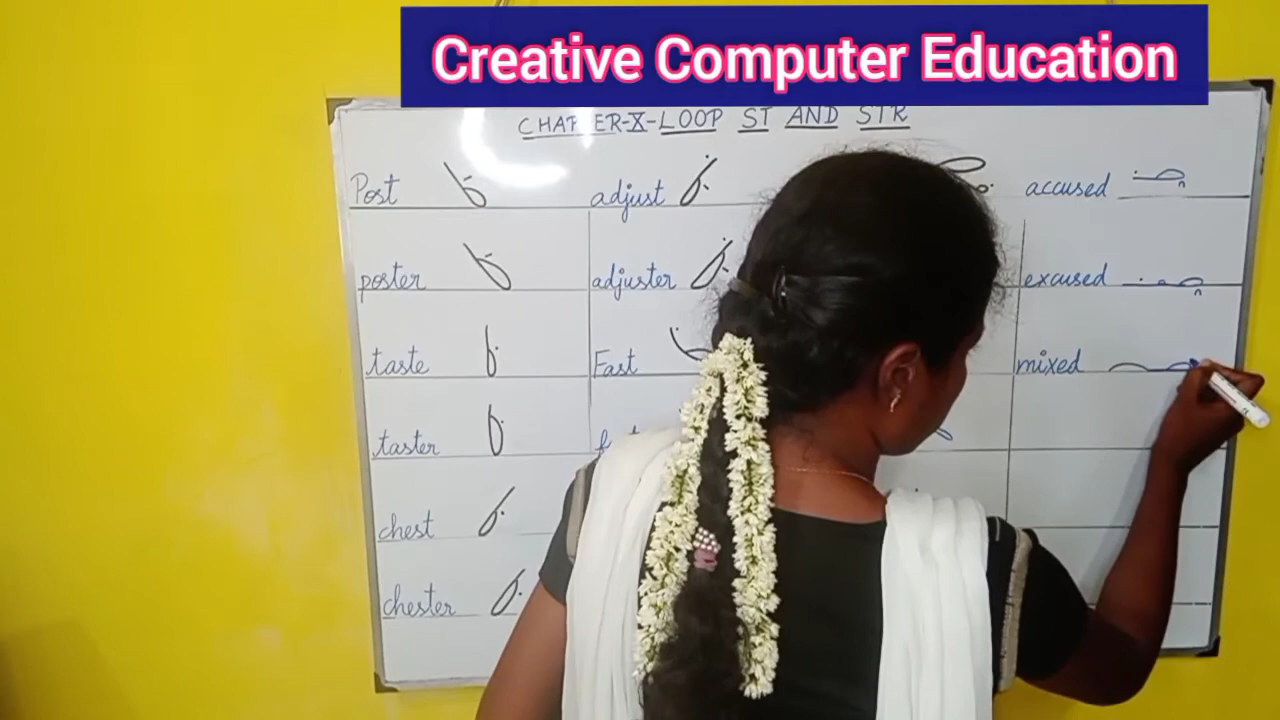 Creative Computer Education
CHAPTER-X-LOOP ST AND STR
Post adjust accused
poster adjuster excused
taste Fast mixed
taster
chest
chester